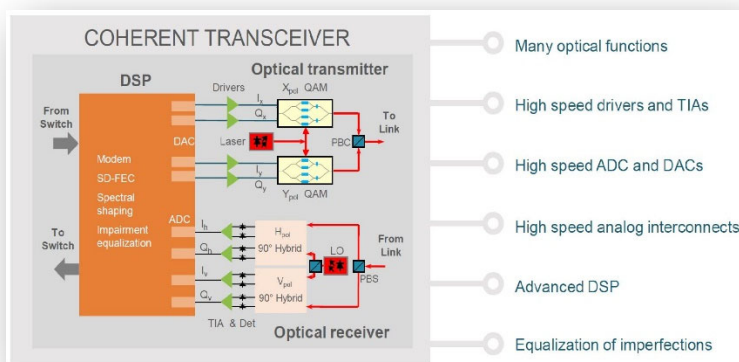 COHERENT TRANSCEIVER
DSP
Drivers
Optical transmitter
Xpol QAM
From
Switch
Ix
Qx
To
Link
DAC
Laser
PBC
Modem
SD-FEC
Spectral
shaping
Impairment
equalization
Iy
Qy
Ypol QAM
ADC
To
Switch
Ih
Qh
Iv
Qv
Hpol
90° Hybrid
Vpol
90° Hybrid
LO
From
Link
PBS
TIA & Det
Optical receiver
Many optical functions
High speed drivers and TIAs
High speed ADC and DACs
High speed analog interconnects
Advanced DSP
Equalization of imperfections